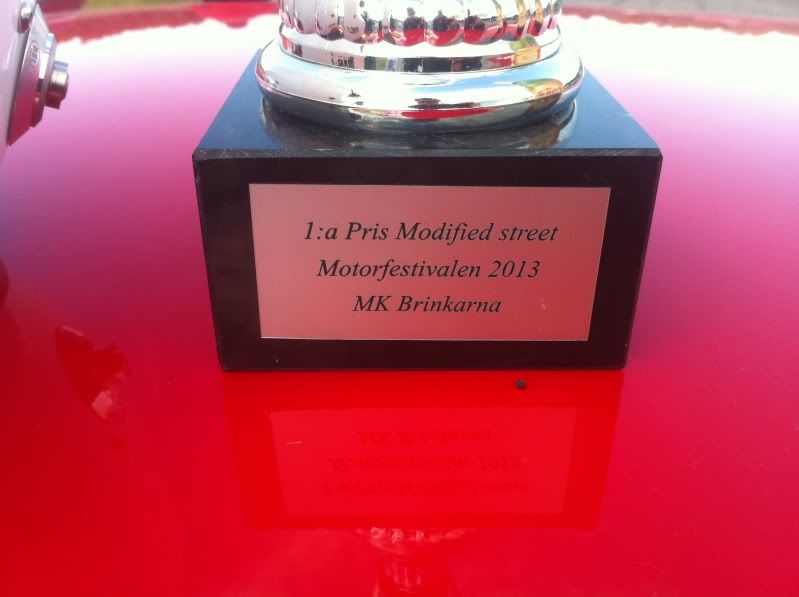 1:a Pris Modified street
Motorfestivalen 2013
MK Brinkarna